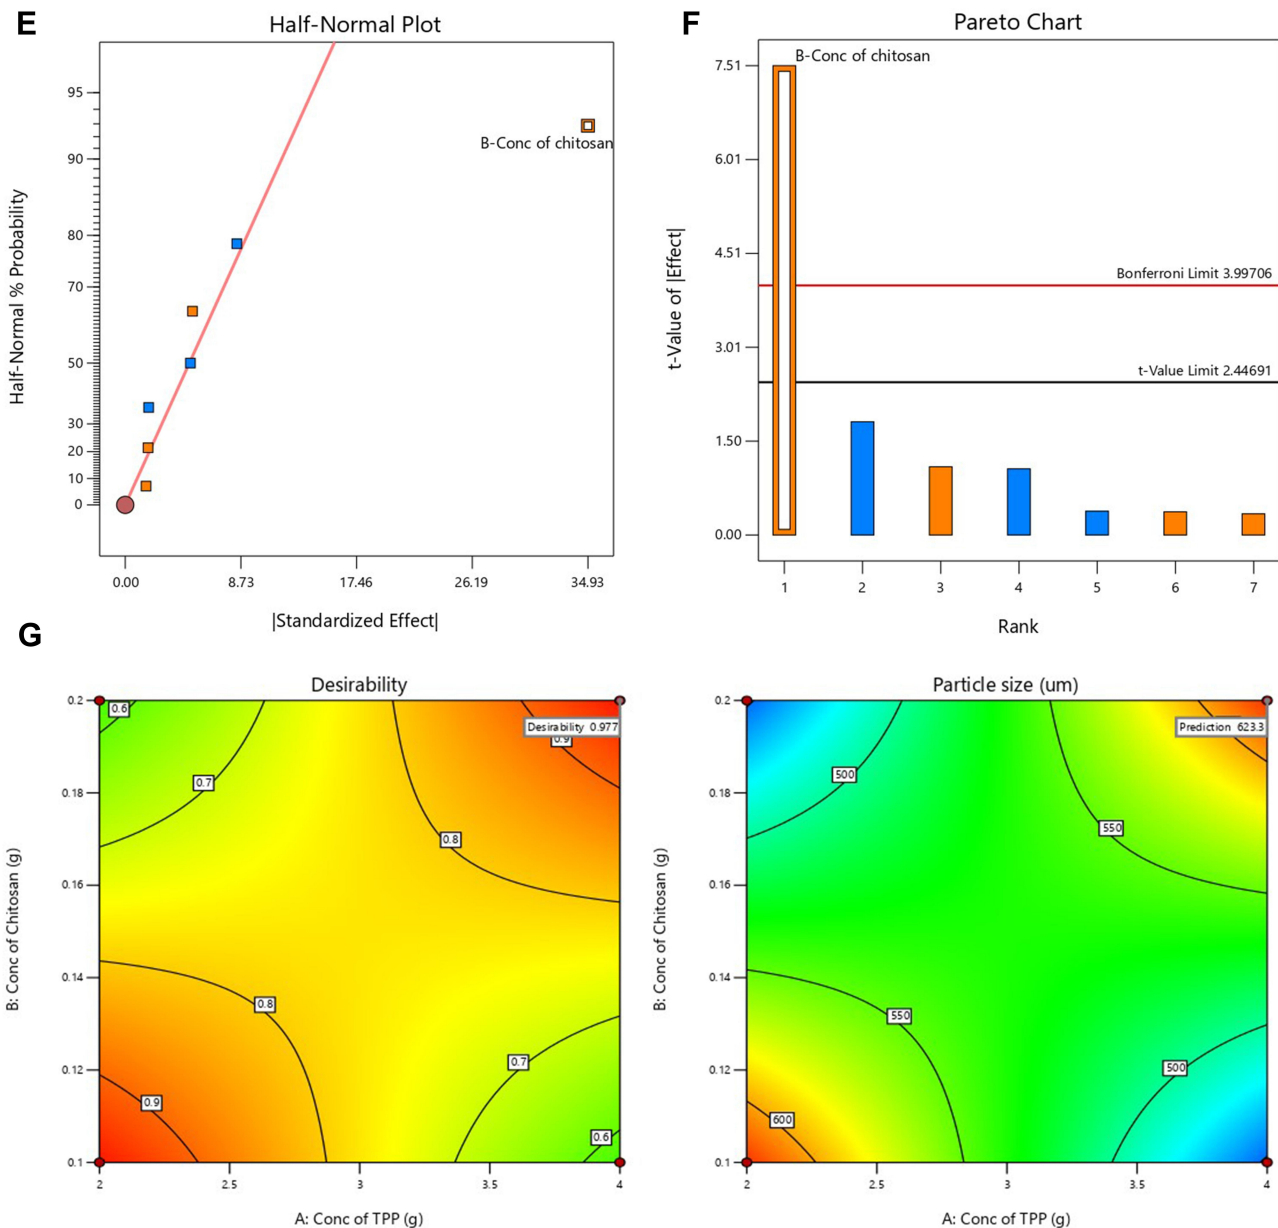 E
Half-Normal Plot
Half-Normal % Probability
95
90
80
70
50
30
20
10
0
B-Conc of chitosan
0.00 8.73 17.46 26.19 34.93
|Standardized Effect|
F
Pareto Chart
t-Value of |Effect|
7.51
6.01
4.51
3.01
1.50
0.00
B-Conc of chitosan
Bonferroni Limit 3.99706
t-Value Limit 2.44691
1 2 3 4 5 6 7
Rank
G
Desirability
B: Conc of Chitosan (g)
0.2
0.18
0.16
0.14
0.12
0.1
0.6
Desirability 0.977
0.9
0.7
0.8
0.8
0.7
0.9
0.6
2 2.5 3 3.5 4
A: Conc of TPP (g)
Particle size (um)
B: Conc of Chitosan (g)
0.2
0.18
0.16
0.14
0.12
0.1
Prediction 623.3
500
550
550
500
600
2 2.5 3 3.5 4
A: Conc of TPP (g)